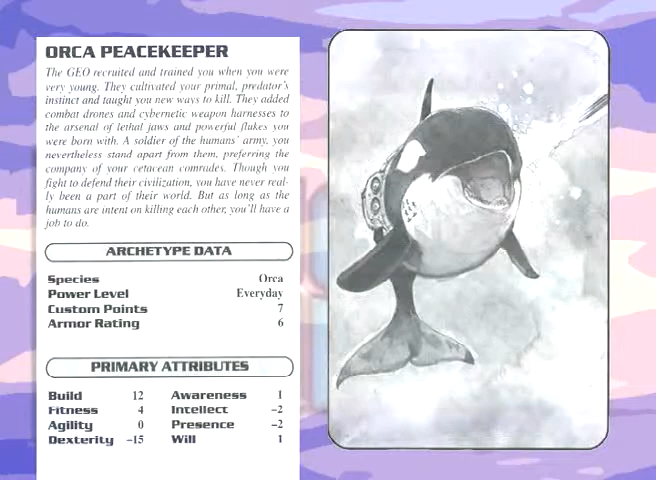 ORCA PEACEKEEPER
The GEO recruited and trained you when you were
very young. They cultivated your primal, predator's
instinct and taught you new ways to kill. They added
combat drones and cybernetic weapon harnesses to
the arsenal of lethal jaws and powerful flukes you
were born with. A soldier of the humans' army, you
nevertheless stand apart from them, preferring the
company of your cetacean comrades. Though you
fight to defend their civilization, you have never real-
ly been a part of their world. But as long as the
humans are intent on killing each other, you'll have a
job to do.
ARCHETYPE DATA
Species Orca
Power Level Everyday
Custom Points 7
Armor Rating 6
PRIMARY ATTRIBUTES
Build 12 Awareness 1
Fitness 4 Intellect -2
Agility 0 Presence -2
Dexterity -15 Will 1